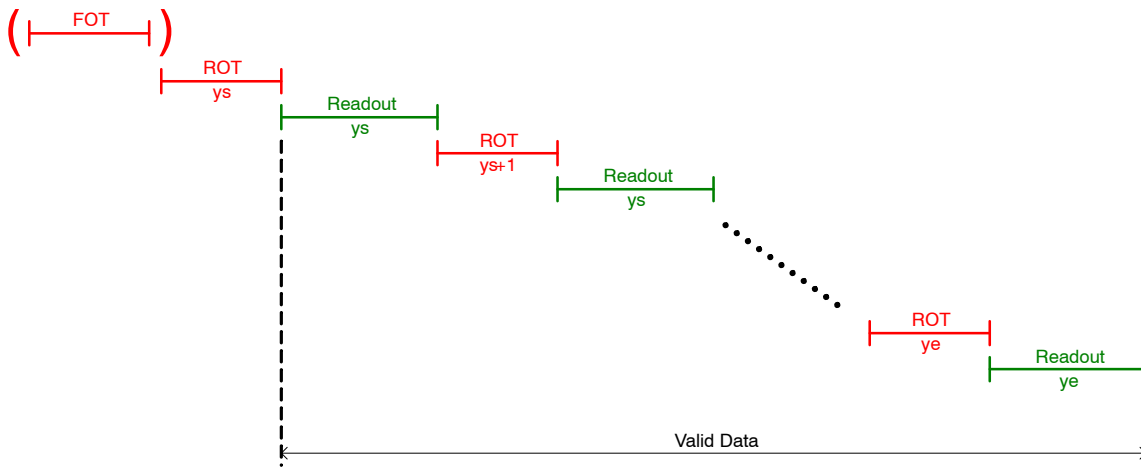 ( FOT )
ROT
ys
Readout
ys
ROT
ys+1
Readout
ys
ROT
ye
Readout
ye
Valid Data